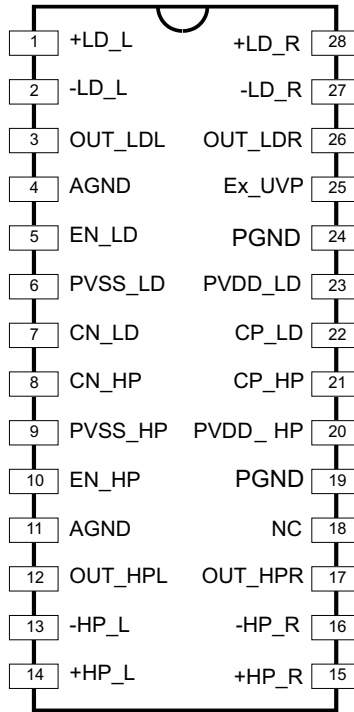 1 +LD_L +LD_R 28
2 -LD_L -LD_R 27
3 OUT_LDL OUT_LDR 26
4 AGND Ex_UVP 25
5 EN_LD PGND 24
6 PVSS_LD PVDD_LD 23
7 CN_LD CP_LD 22
8 CN_HP CP_HP 21
9 PVSS_HP PVDD_ HP 20
10 EN_HP PGND 19
11 AGND NC 18
12 OUT_HPL OUT_HPR 17
13 -HP_L -HP_R 16
14 +HP_L +HP_R 15